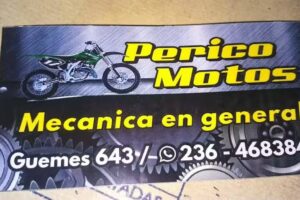 Perico
Motos
Mecanica en general
Guemes 643 /- 236 - 468384